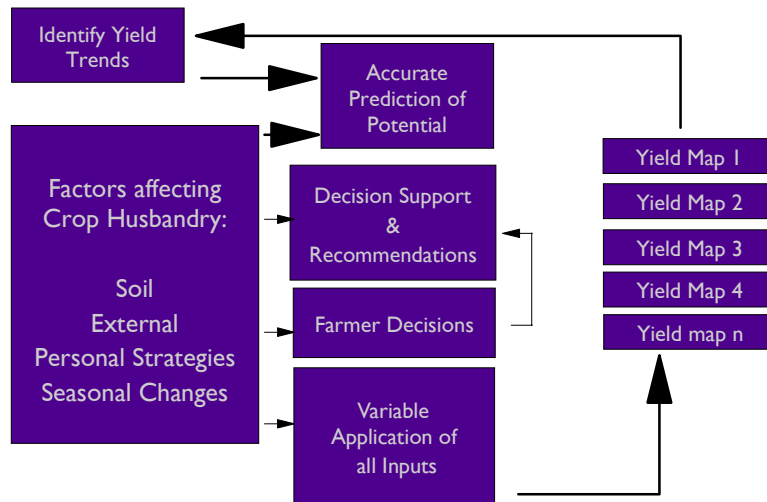 Identify Yield
Trends
Accurate
Prediction of
Potential
Factors affecting
Crop Husbandry:
Soil
External
Personal Strategies
Seasonal Changes
Decision Support
&
Recommendations
Farmer Decisions
Variable
Application of
all Inputs
Yield Map 1
Yield Map 2
Yield Map 3
Yield Map 4
Yield map n